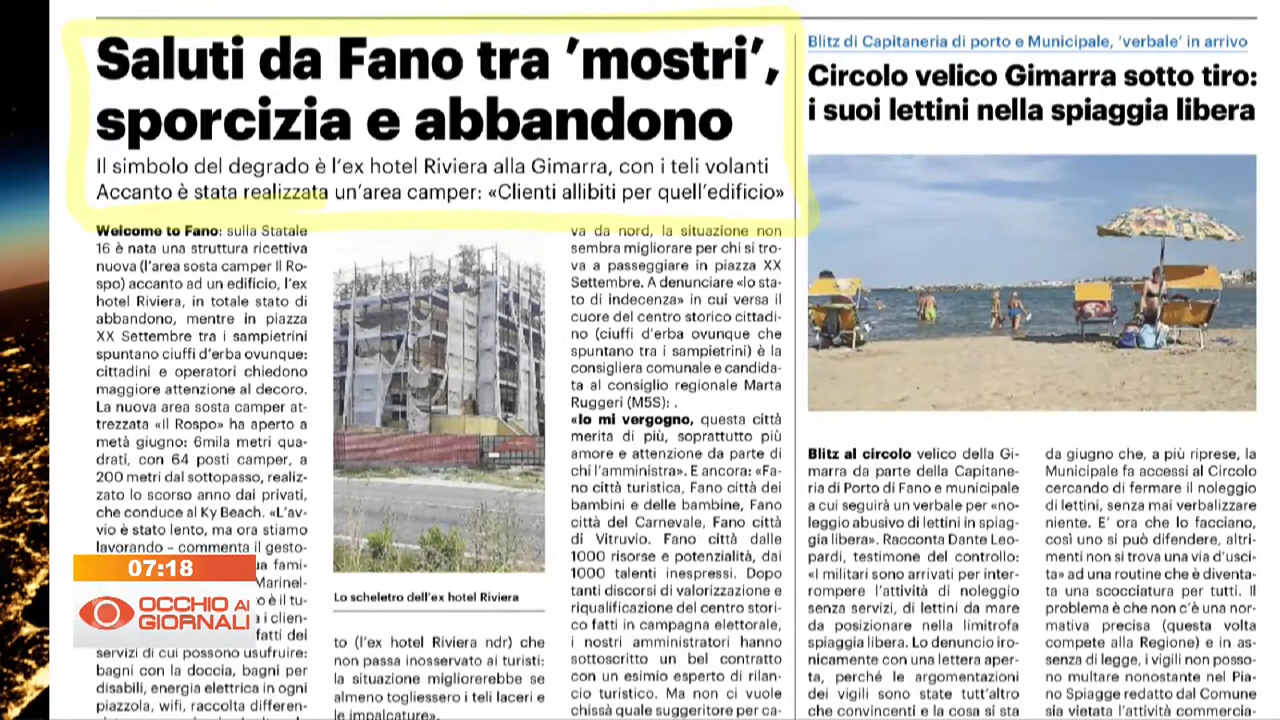 Saluti da Fano tra 'mostri',
sporcizia e abbandono
Il simbolo del degrado è l'ex hotel Riviera alla Gimarra, con i teli volanti
Accanto è stata realizzata un'area camper: «Clienti allibiti per quell'edificio»
Welcome to Fano: sulla Statale
16 è nata una struttura ricettiva
nuova (l'area sosta camper Il Ro-
spo) accanto ad un edificio, l'ex
hotel Riviera, in totale stato di
abbandono, mentre in piazza
XX Settembre tra i sampietrini
spuntano ciuffi d'erba ovunque:
cittadini e operatori chiedono
maggiore attenzione al decoro.
La nuova area sosta camper at-
trezzata «Il Rospo» ha aperto a
metà giugno: 6mila metri qua-
drati, con 64 posti camper, a
200 metri dal sottopasso, realiz-
zato lo scorso anno dai privati,
che conduce al Ky Beach. «L'av-
vio è stato lento, ma ora stiamo
lavorando – commenta il gesto-
ua fami-
Marinel-
o è il tu-
a i clien-
fatti dei
servizi di cui possono usufruire:
bagni con la doccia, bagni per
disabili, energia elettrica in ogni
piazzola, wifi, raccolta differen-
Lo scheletro dell'ex hotel Riviera
to (l'ex hotel Riviera ndr) che
non passa inosservato ai turisti:
la situazione migliorerebbe se
almeno togliessero i teli laceri e
le impalcature».
va da nord, la situazione non
sembra migliorare per chi si tro-
va a passeggiare in piazza XX
Settembre. A denunciare «lo sta-
to di indecenza» in cui versa il
cuore del centro storico cittadi-
no (ciuffi d'erba ovunque che
spuntano tra i sampietrini) è la
consigliera comunale e candida-
ta al consiglio regionale Marta
Ruggeri (M5S): .
«Io mi vergogno, questa città
merita di più, soprattutto più
amore e attenzione da parte di
chi l'amministra». E ancora: «Fa-
no città turistica, Fano città dei
bambini e delle bambine, Fano
città del Carnevale, Fano città
di Vitruvio. Fano città dalle
1000 risorse e potenzialità, dai
1000 talenti inespressi. Dopo
tanti discorsi di valorizzazione e
riqualificazione del centro stori-
co fatti in campagna elettorale,
i nostri amministratori hanno
sottoscritto un bel contratto
con un esimio esperto di rilan-
cio turistico. Ma non ci vuole
chissà quale suggeritore per ca-
Blitz di Capitaneria di porto e Municipale, 'verbale' in arrivo
Circolo velico Gimarra sotto tiro:
i suoi lettini nella spiaggia libera
Blitz al circolo velico della Gi-
marra da parte della Capitane-
ria di Porto di Fano e municipale
a cui seguirà un verbale per «no-
leggio abusivo di lettini in spiag-
gia libera». Racconta Dante Leo-
pardi, testimone del controllo:
«I militari sono arrivati per inter-
rompere l'attività di noleggio
senza servizi, di lettini da mare
da posizionare nella limitrofa
spiaggia libera. Lo denuncio iro-
nicamente con una lettera aper-
ta, perché le argomentazioni
dei vigili sono state tutt'altro
che convincenti e la cosa si sta
da giugno che, a più riprese, la
Municipale fa accessi al Circolo
cercando di fermare il noleggio
di lettini, senza mai verbalizzare
niente. E' ora che lo facciano,
così uno si può difendere, altri-
menti non si trova una via d'usci-
ta» ad una routine che è diventa-
ta una scocciatura per tutti. Il
problema è che non c'è una nor-
mativa precisa (questa volta
compete alla Regione) e in as-
senza di legge, i vigili non posso-
no multare nonostante nel Pia-
no Spiagge redatto dal Comune
sia vietata l'attività commercia-
07:18
OCCHIO AI
GIORNALI